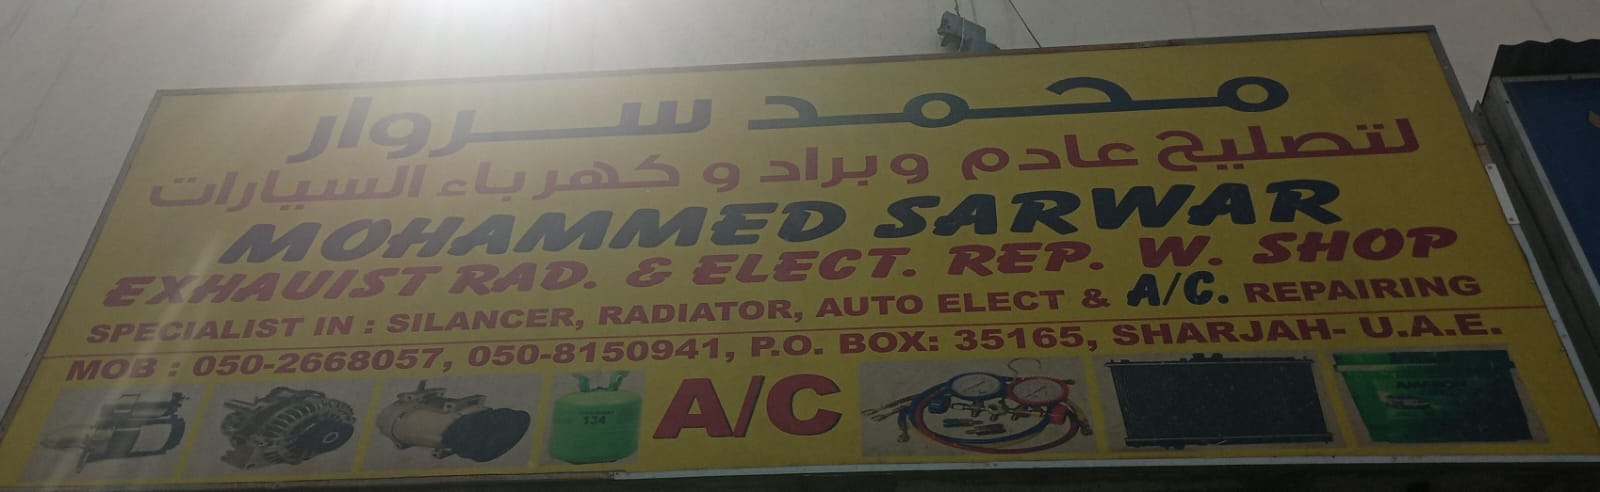 محمد سروار
لتصليح عادم وبراد و كهرباء السيارات
MOHAMMED SARWAR
EXHAUIST RAD. & ELECT. REP. W. SHOP
SPECIALIST IN : SILANCER, RADIATOR, AUTO ELECT & A/C. REPAIRING
MOB : 050-2668057, 050-8150941, P.O. BOX: 35165, SHARJAH- U.A.E.
134
A/C
AMARON